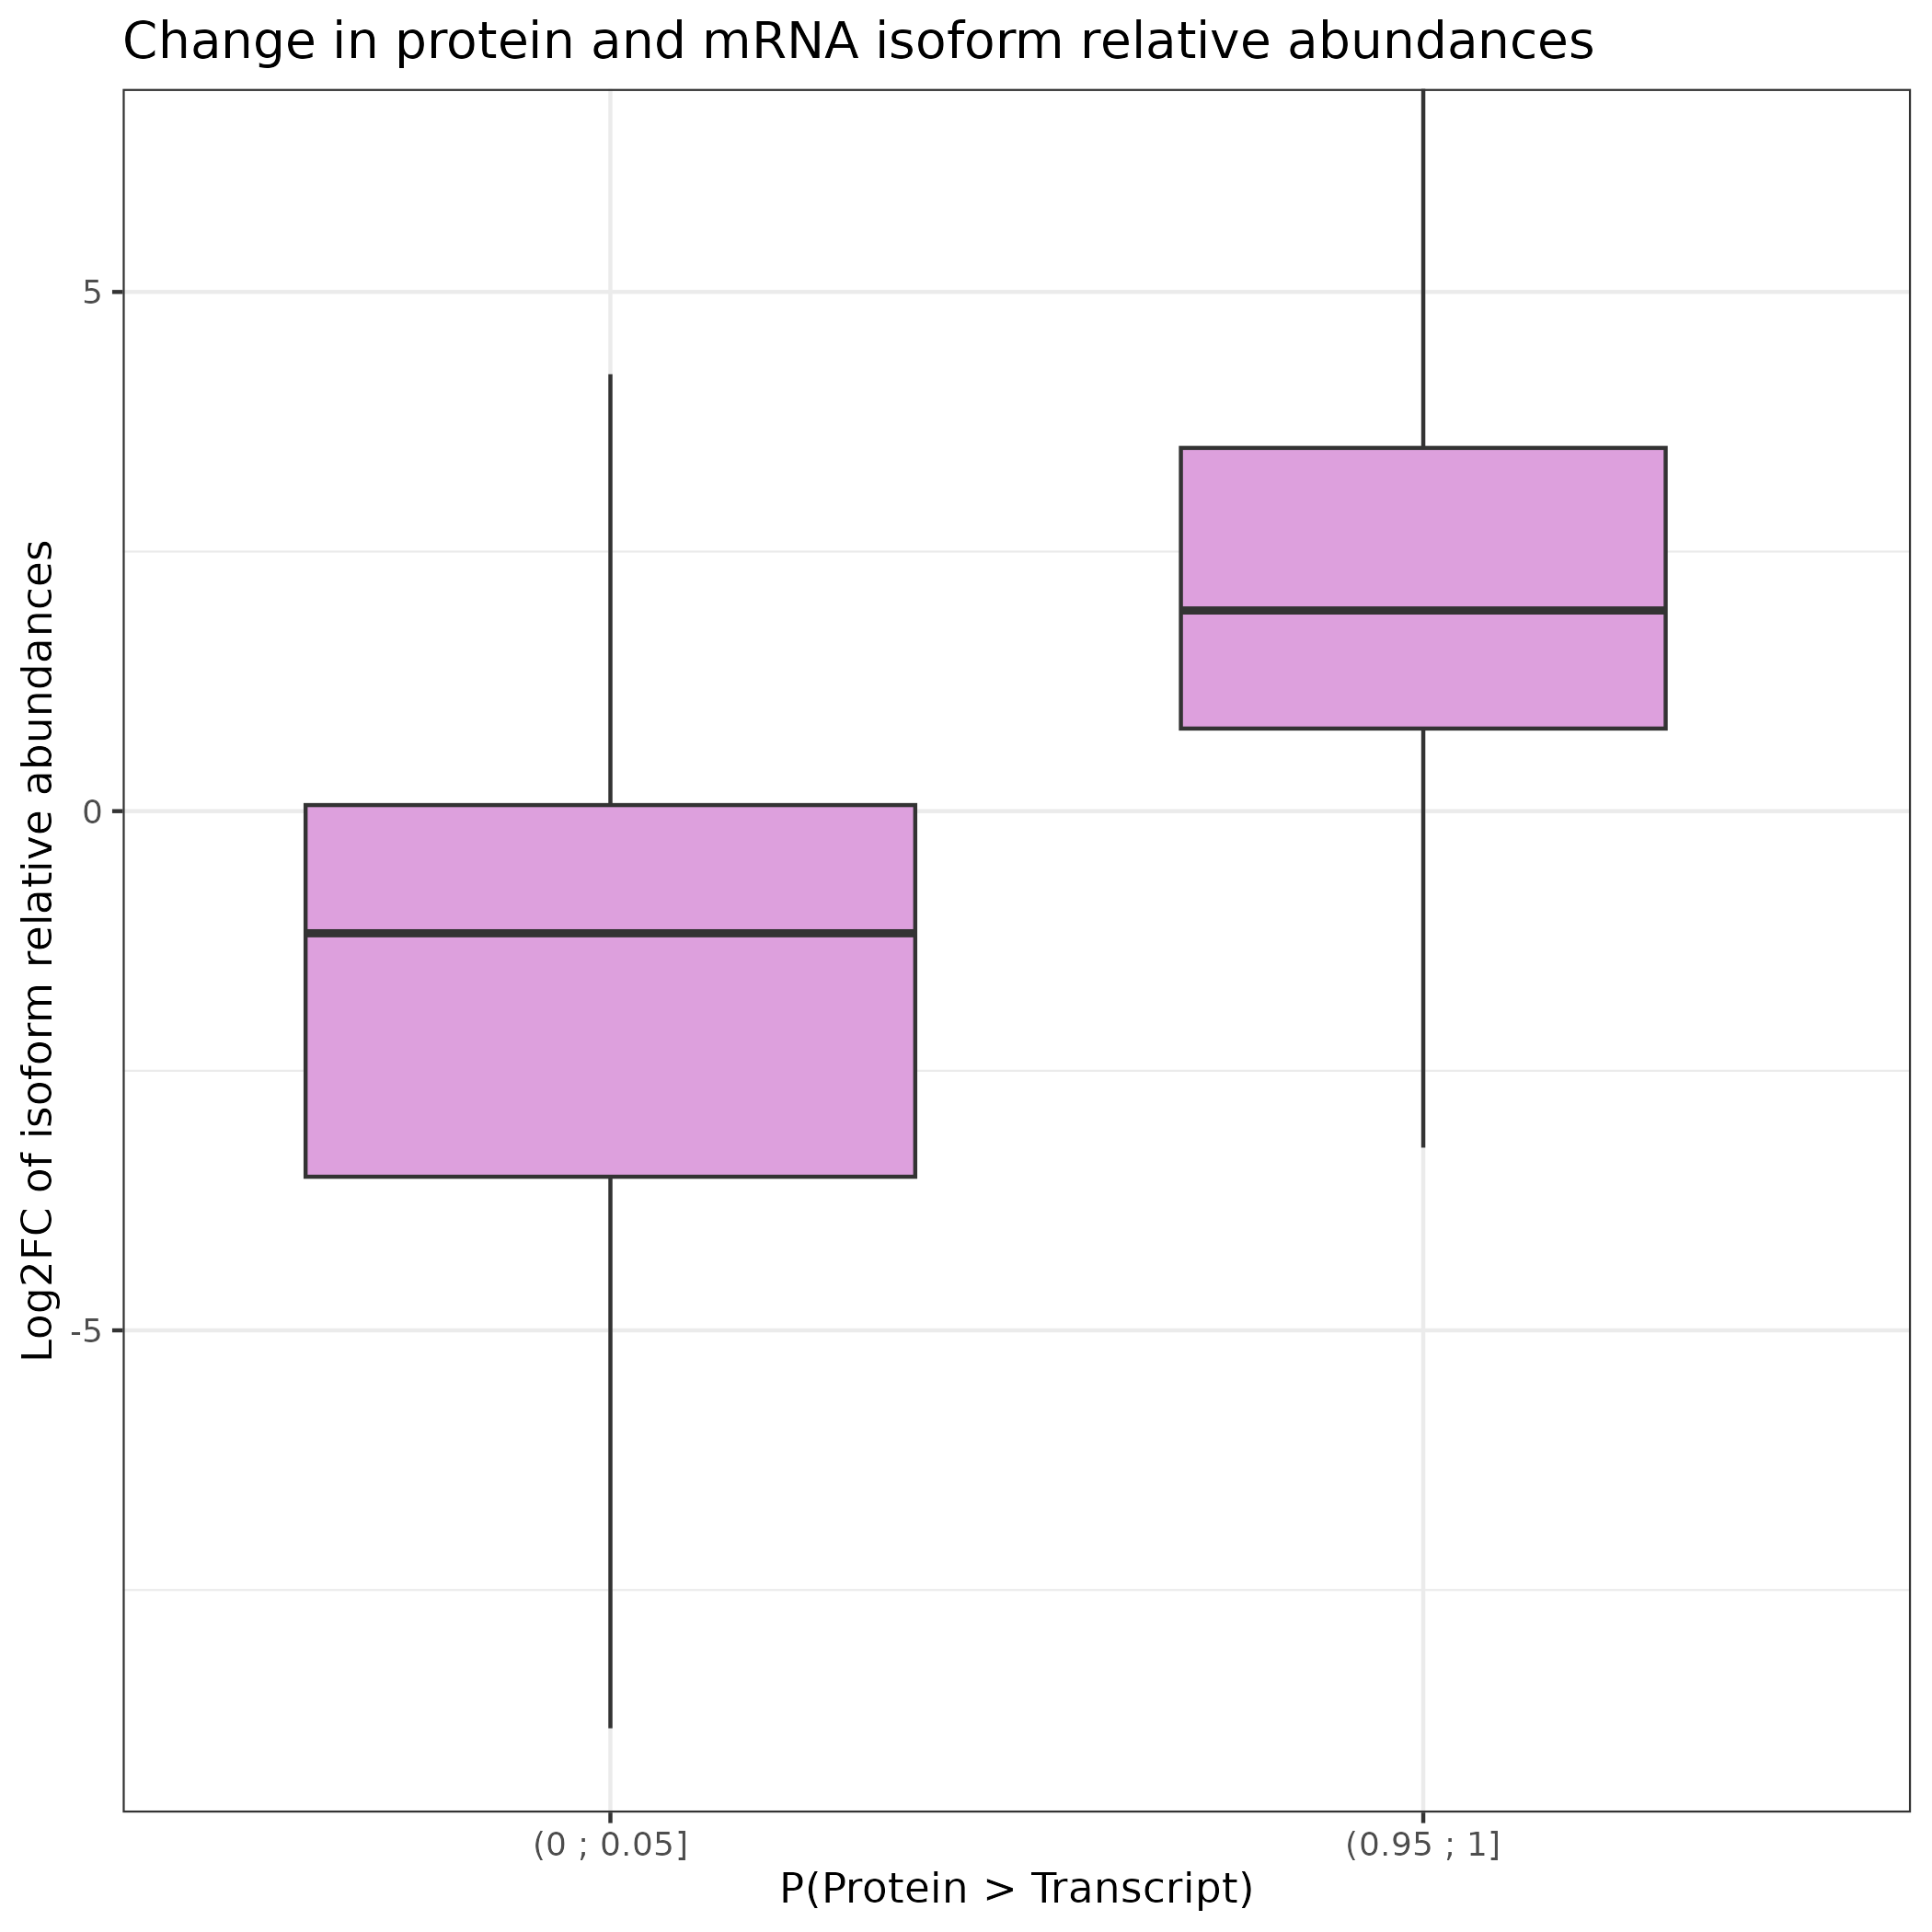 Change in protein and mRNA isoform relative abundances
Log2FC of isoform relative abundances
5
0
-5
(0 ; 0.05]
(0.95 ; 1]
P(Protein > Transcript)